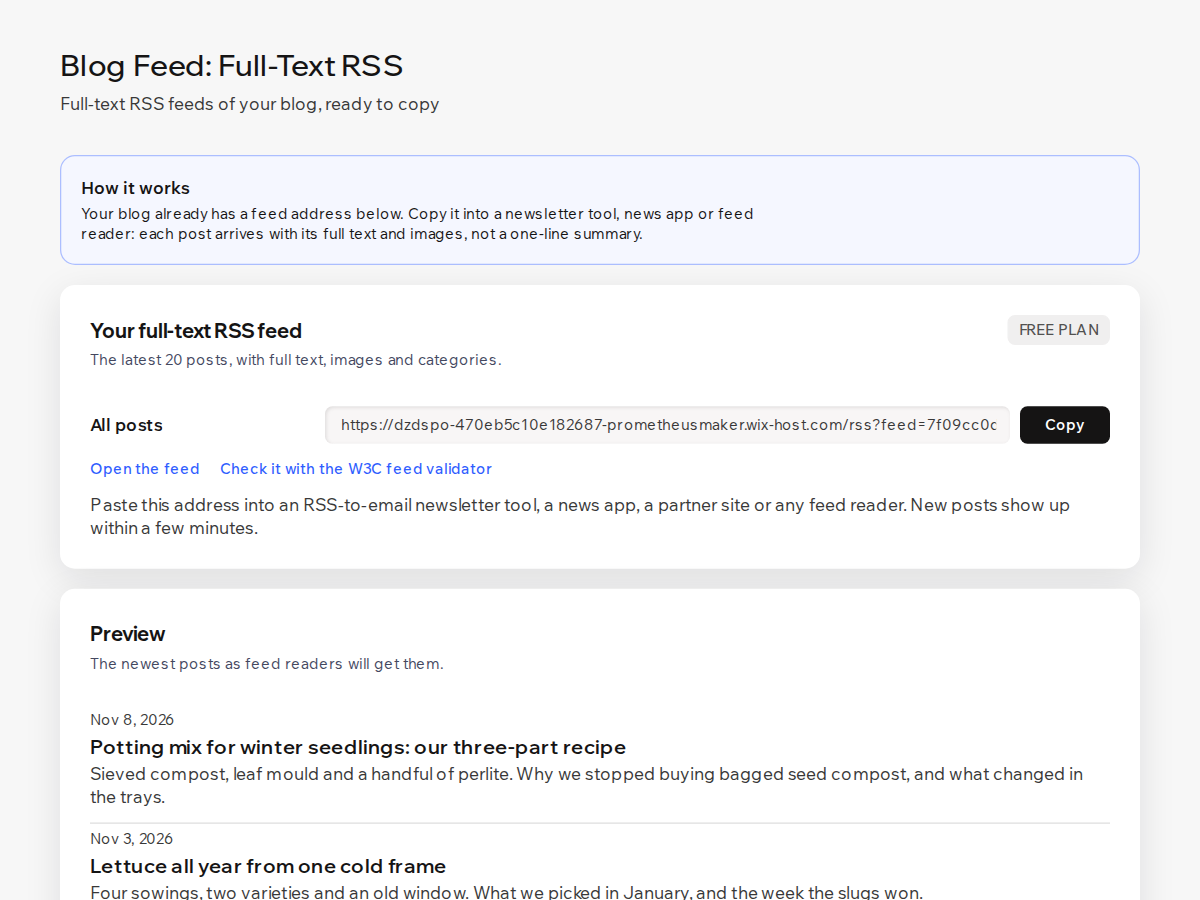 Blog Feed: Full-Text RSS
Full-text RSS feeds of your blog, ready to copy
How it works
Your blog already has a feed address below. Copy it into a newsletter tool, news app or feed
reader: each post arrives with its full text and images, not a one-line summary.
Your full-text RSS feed
FREE PLAN
The latest 20 posts, with full text, images and categories.
All posts
https://dzdspo-470eb5c10e182687-prometheusmaker.wix-host.com/rss?feed=7f09cc0c
Copy
Open the feed
Check it with the W3C feed validator
Paste this address into an RSS-to-email newsletter tool, a news app, a partner site or any feed reader. New posts show up
within a few minutes.
Preview
The newest posts as feed readers will get them.
Nov 8, 2026
Potting mix for winter seedlings: our three-part recipe
Sieved compost, leaf mould and a handful of perlite. Why we stopped buying bagged seed compost, and what changed in
the trays.
Nov 3, 2026
Lettuce all year from one cold frame
Four sowings, two varieties and an old window. What we picked in January, and the week the slugs won.